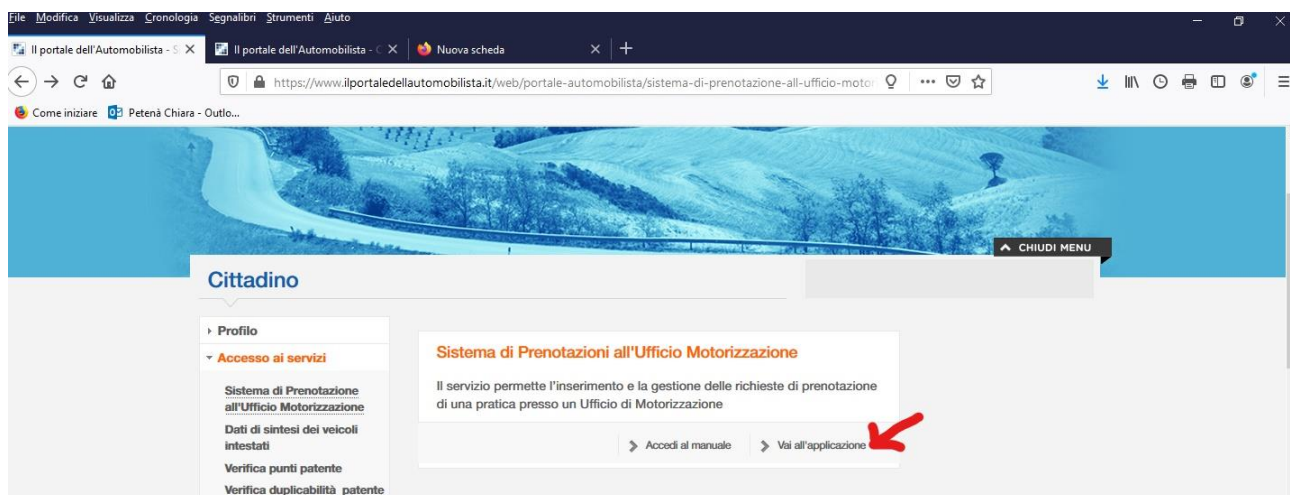 File Modifica Visualizza Cronologia Segnalibri Strumenti Aiuto
Il portale dell'Automobilista - S
Il portale dell'Automobilista - C
Nuova scheda
https://www.ilportaledellautomobilista.it/web/portale-automobilista/sistema-di-prenotazione-all-ufficio-motor
Come iniziare Petenà Chiara - Outlo...
CHIUDI MENU
Cittadino
Profilo
Accesso ai servizi
Sistema di Prenotazione
all'Ufficio Motorizzazione
Dati di sintesi dei veicoli
intestati
Verifica punti patente
Verifica duplicabilità patente
Sistema di Prenotazioni all'Ufficio Motorizzazione
Il servizio permette l'inserimento e la gestione delle richieste di prenotazione
di una pratica presso un Ufficio di Motorizzazione
Accedi al manuale Vai all'applicazione